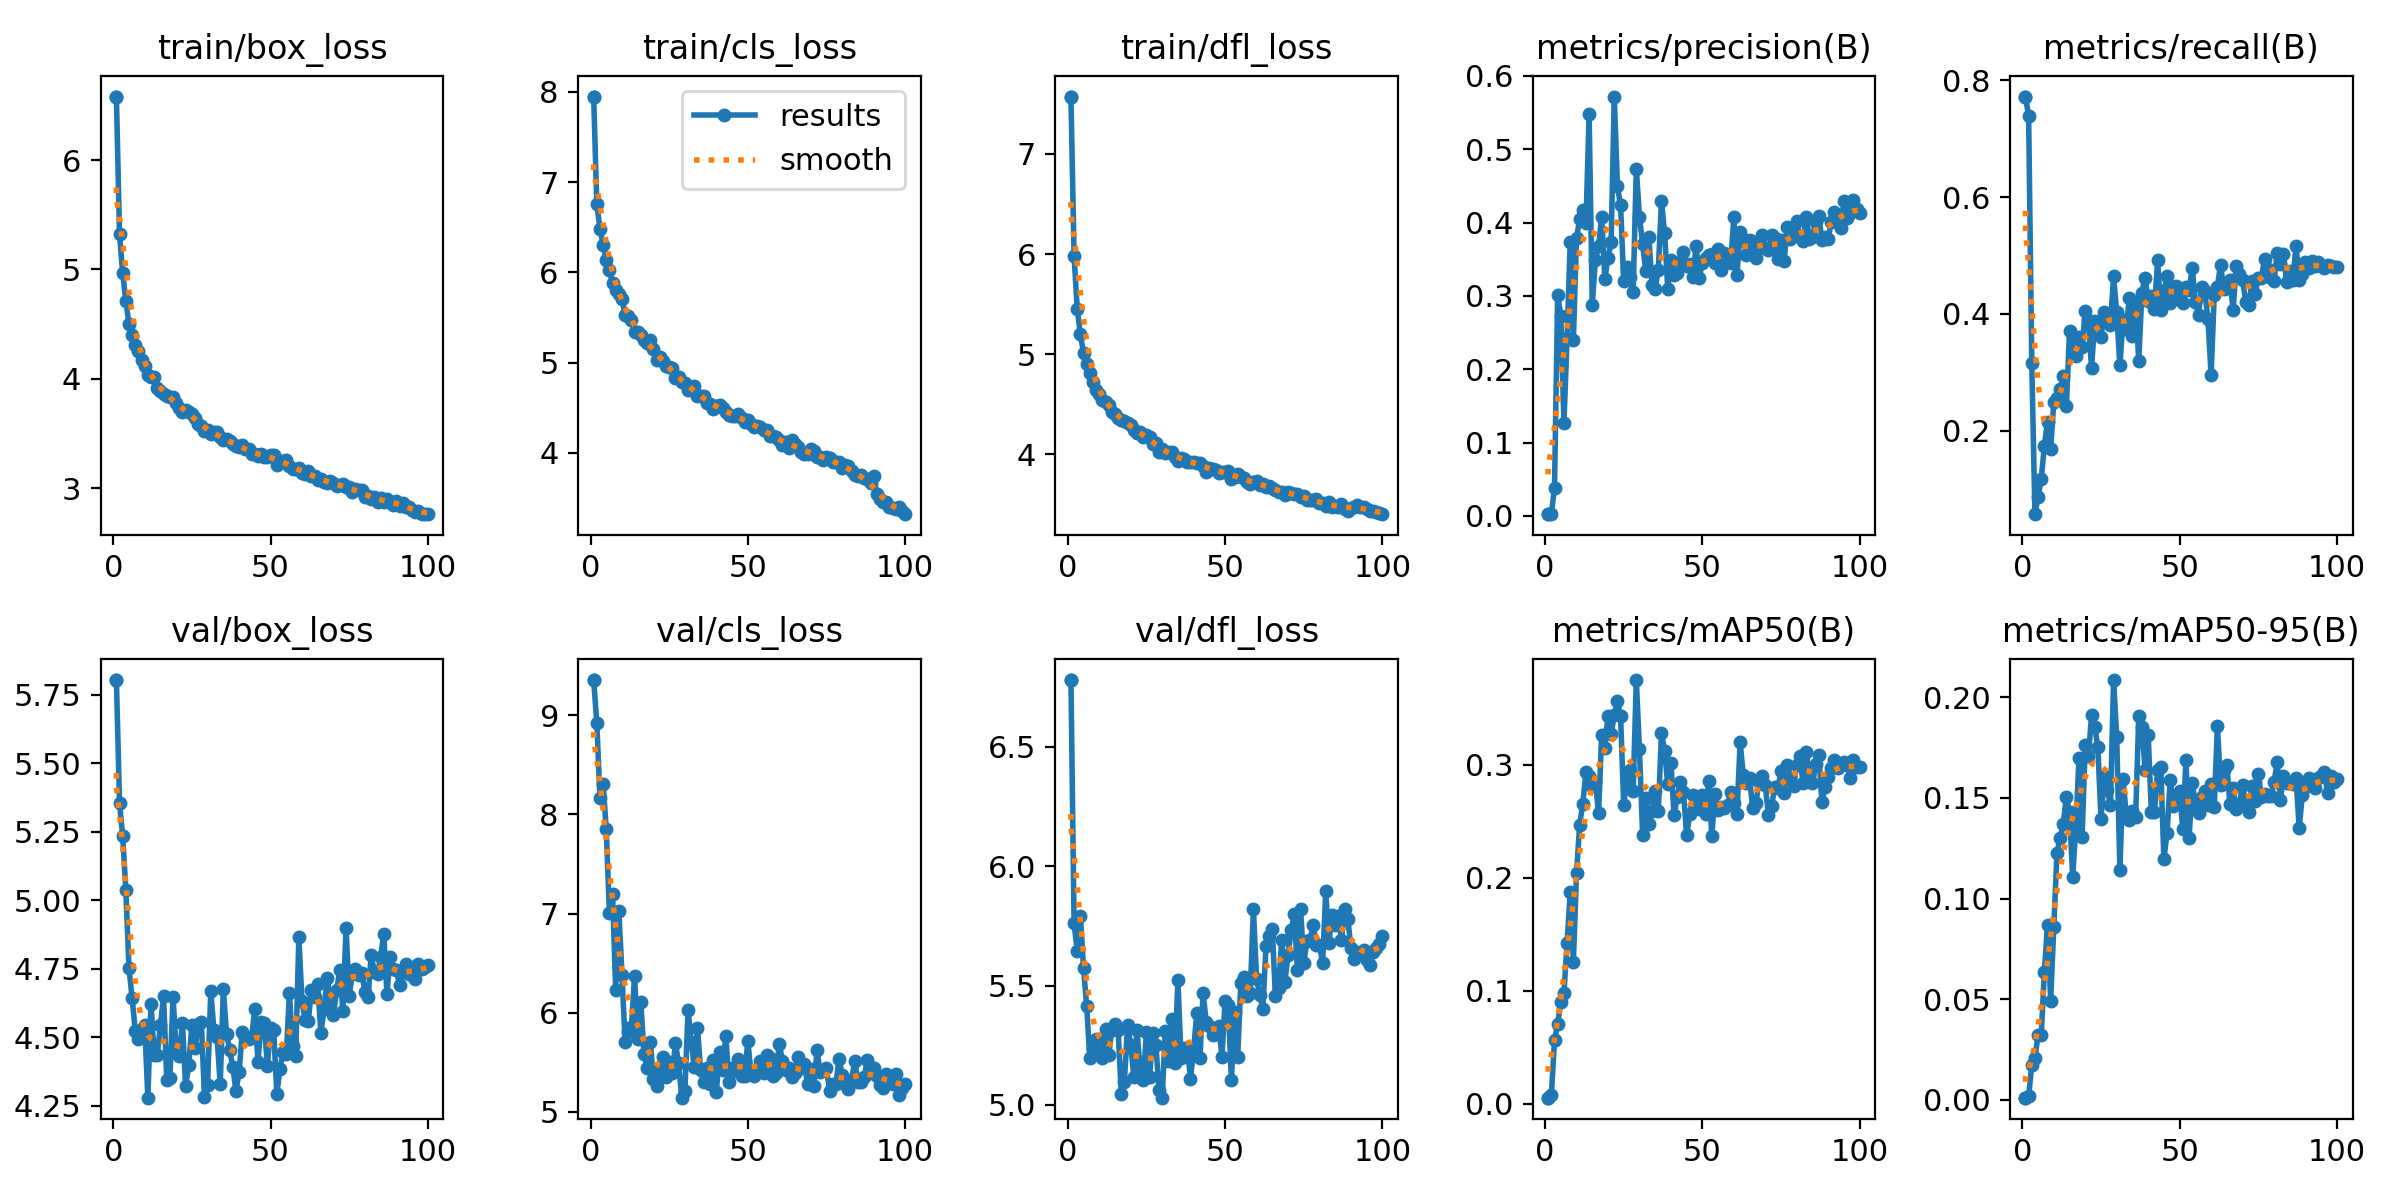 train/box_loss
6
5
4
3
0 50 100
train/cls_loss
results
smooth
8
7
6
5
4
0 50 100
train/dfl_loss
7
6
5
4
0 50 100
metrics/precision(B)
0.6
0.5
0.4
0.3
0.2
0.1
0.0
0 50 100
metrics/recall(B)
0.8
0.6
0.4
0.2
0 50 100
val/box_loss
5.75
5.50
5.25
5.00
4.75
4.50
4.25
0 50 100
val/cls_loss
9
8
7
6
5
0 50 100
val/dfl_loss
6.5
6.0
5.5
5.0
0 50 100
metrics/mAP50(B)
0.3
0.2
0.1
0.0
0 50 100
metrics/mAP50-95(B)
0.20
0.15
0.10
0.05
0.00
0 50 100